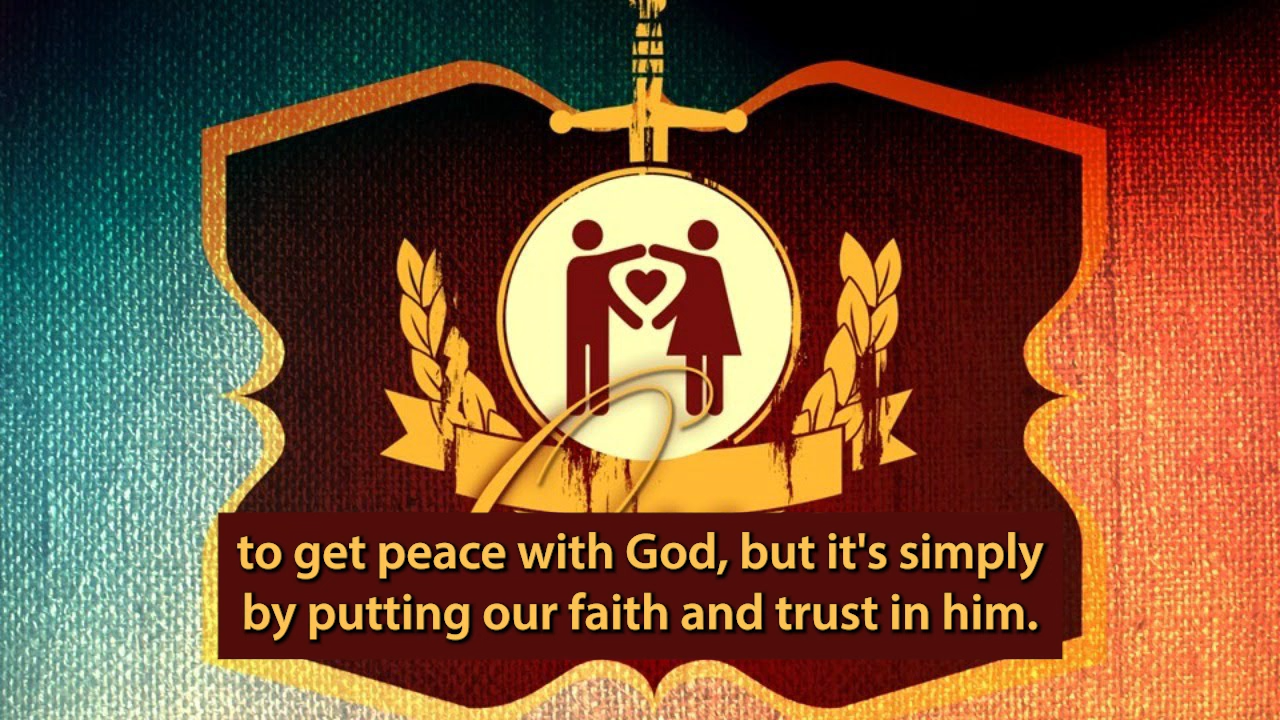 to get peace with God, but it's simply
by putting our faith and trust in him.